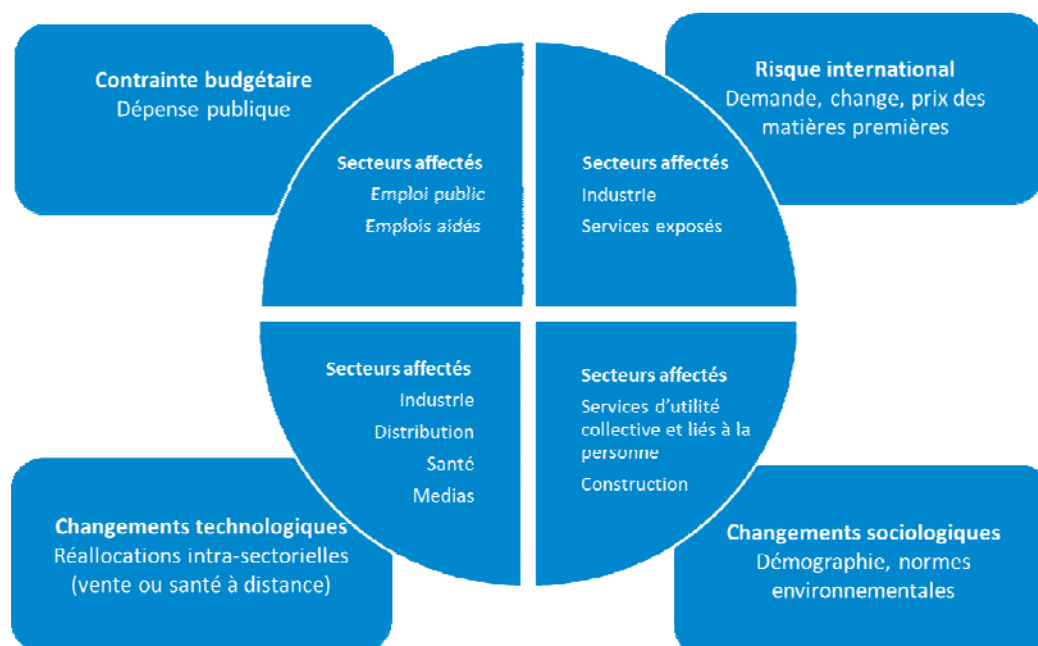 Contrainte budgétaire
Dépense publique
Risque international
Demande, change, prix des
matières premières
Secteurs affectés
Emploi public
Emplois aidés
Secteurs affectés
Industrie
Services exposés
Secteurs affectés
Industrie
Distribution
Santé
Medias
Secteurs affectés
Services d'utilité
collective et liés à la
personne
Construction
Changements technologiques
Réallocations intra-sectorielles
(vente ou santé à distance)
Changements sociologiques
Démographie, normes
environnementales